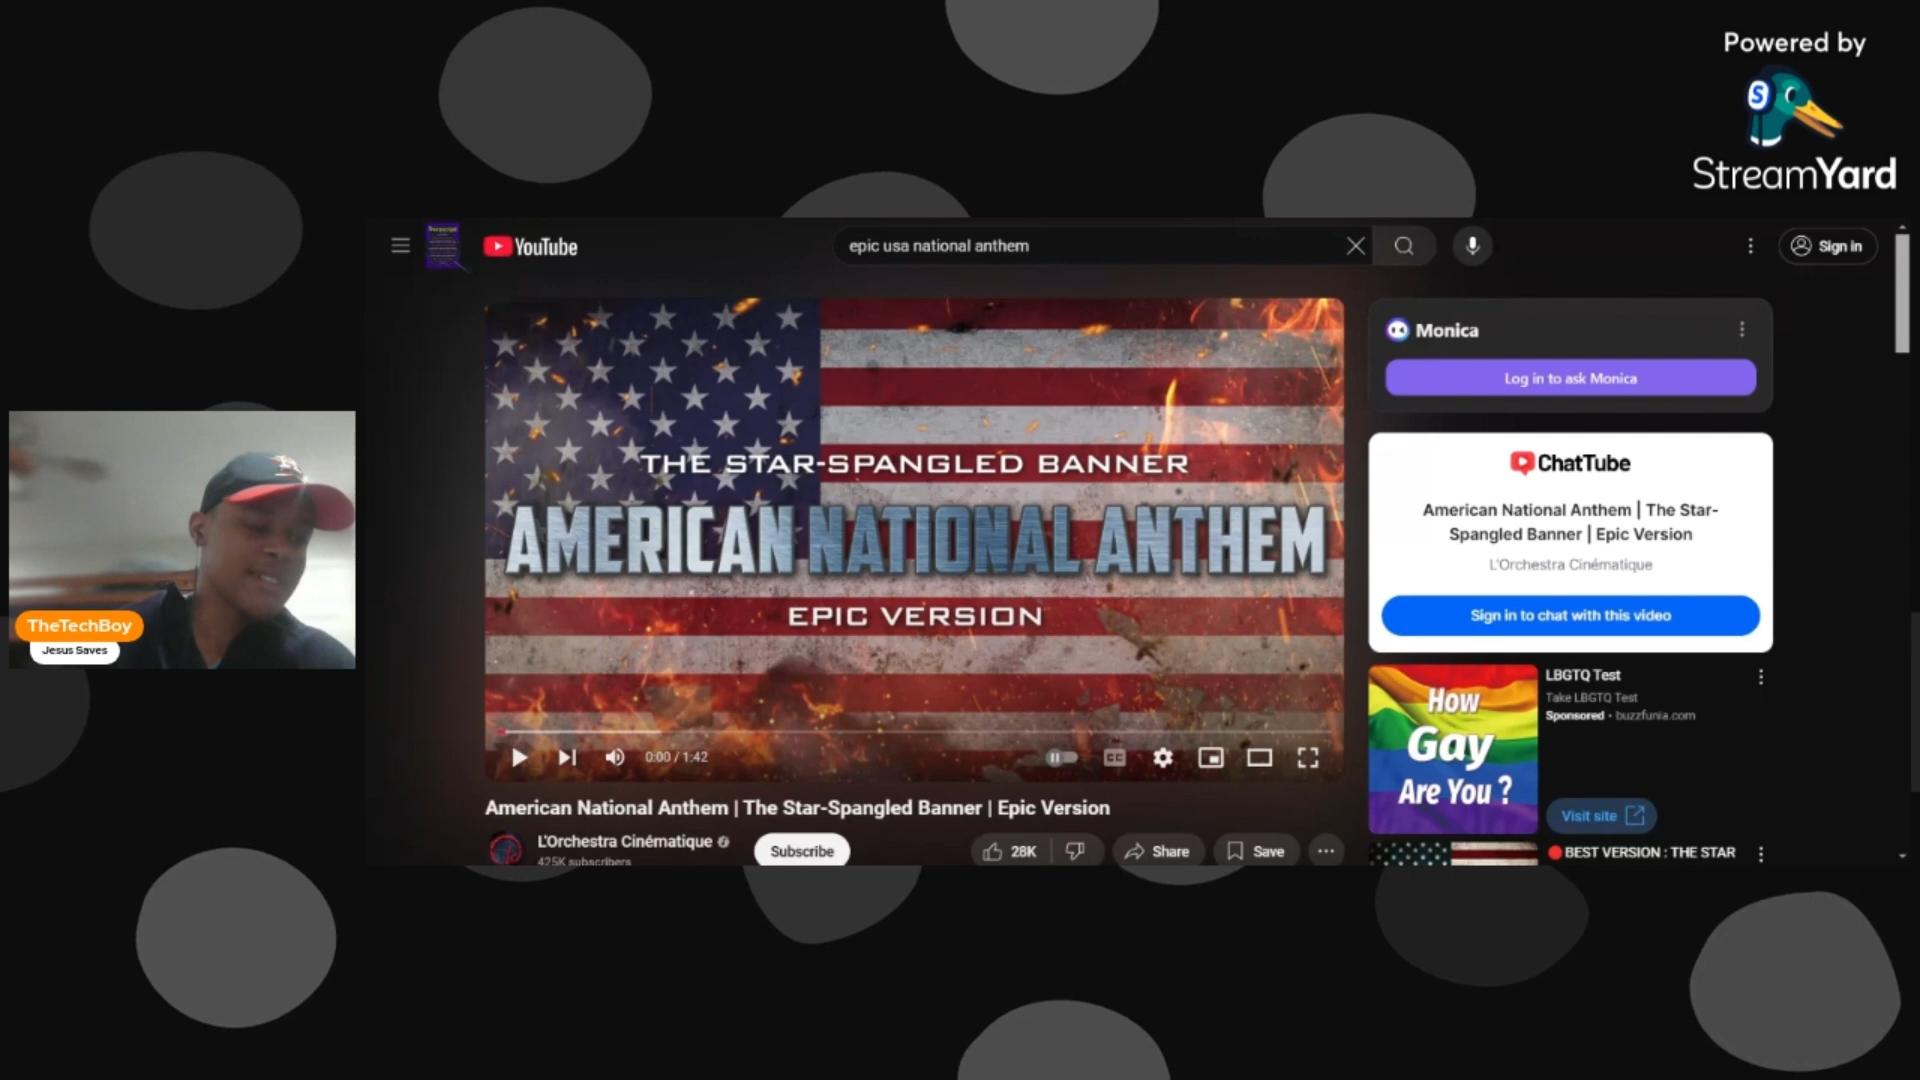 Powered by
StreamYard
YouTube
epic usa national anthem
Sign in
THE STAR-SPANGLED BANNER
AMERICAN NATIONAL ANTHEM
EPIC VERSION
0:00 / 1:42
American National Anthem | The Star-Spangled Banner | Epic Version
L'Orchestra Cinématique
425K subscribers
Subscribe
28K
Share
Save
Monica
Log in to ask Monica
ChatTube
American National Anthem | The Star-
Spangled Banner | Epic Version
L'Orchestra Cinématique
Sign in to chat with this video
How
Gay
Are You ?
LBGTQ Test
Take LBGTQ Test
Sponsored · buzzfunia.com
Visit site
BEST VERSION : THE STAR
TheTechBoy
Jesus Saves